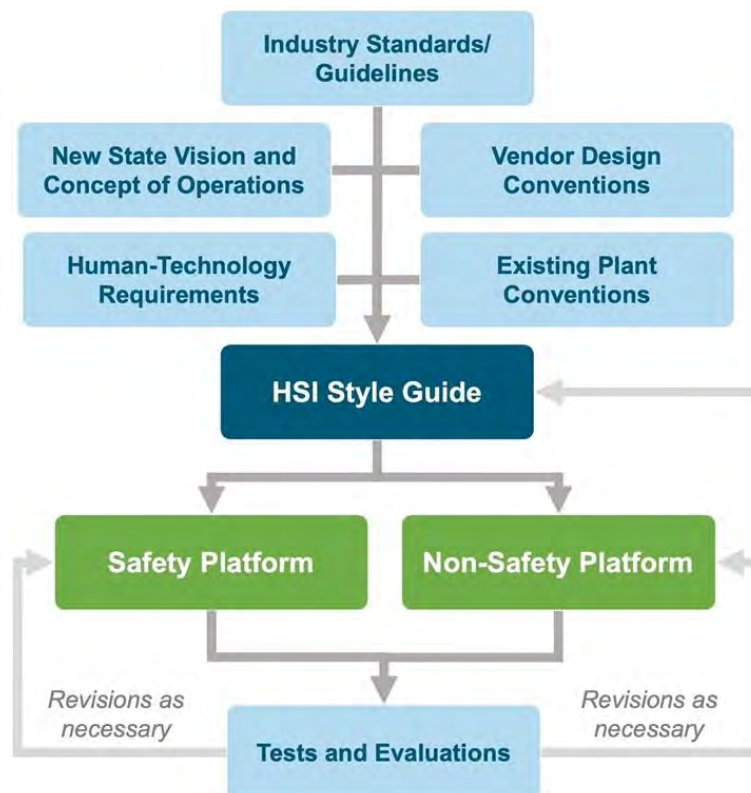 Industry Standards/
Guidelines
New State Vision and
Concept of Operations
Vendor Design
Conventions
Human-Technology
Requirements
Existing Plant
Conventions
HSI Style Guide
Safety Platform
Non-Safety Platform
Revisions as
necessary
Revisions as
necessary
Tests and Evaluations